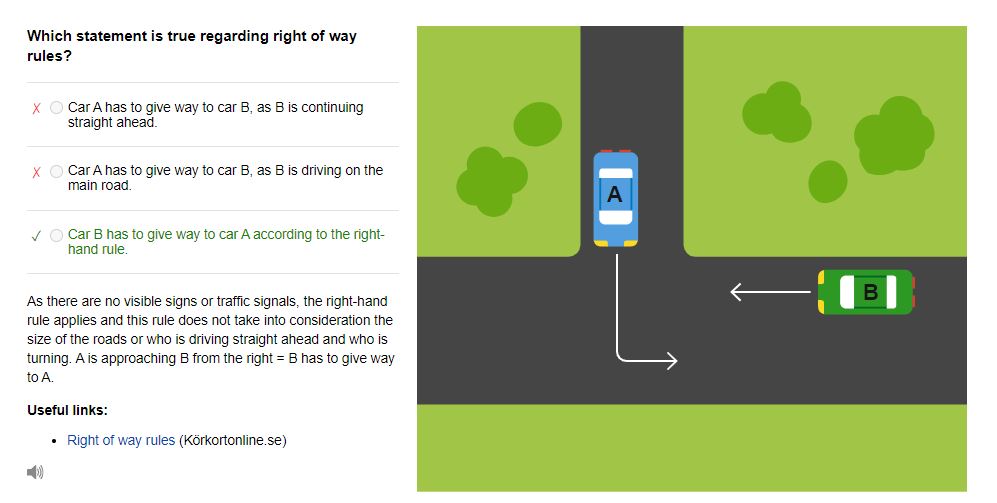 Which statement is true regarding right of way
rules?
✗ Car A has to give way to car B, as B is continuing
straight ahead.
✗ Car A has to give way to car B, as B is driving on the
main road.
✓ Car B has to give way to car A according to the right-
hand rule.
As there are no visible signs or traffic signals, the right-hand
rule applies and this rule does not take into consideration the
size of the roads or who is driving straight ahead and who is
turning. A is approaching B from the right = B has to give way
to A.
Useful links:
• Right of way rules (Körkortonline.se)
A
B